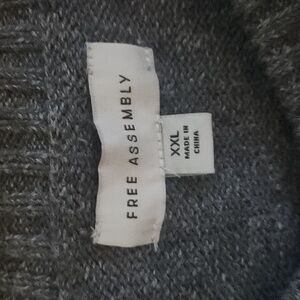 FREE ASSEMBLY
XXL
MADE IN
CHINA